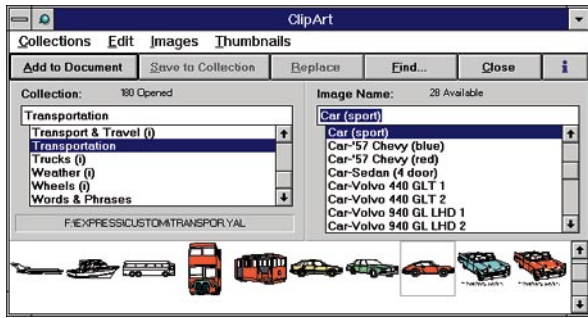 ClipArt
Collections Edit Images Thumbnails
Add to Document Save to Collection Replace Find... Close i
Collection: 180 Opened
Transportation
Transport & Travel (i)
Transportation
Trucks (i)
Weather (i)
Wheels (i)
Words & Phrases
F:\EXPRESS\CUSTOM\TRANSPOR.YAL
Image Name: 28 Available
Car (sport)
Car (sport)
Car-'57 Chevy (blue)
Car-'57 Chevy (red)
Car-Sedan (4 door)
Car-Volvo 440 GLT 1
Car-Volvo 440 GLT 2
Car-Volvo 940 GL LHD 1
Car-Volvo 940 GL LHD 2